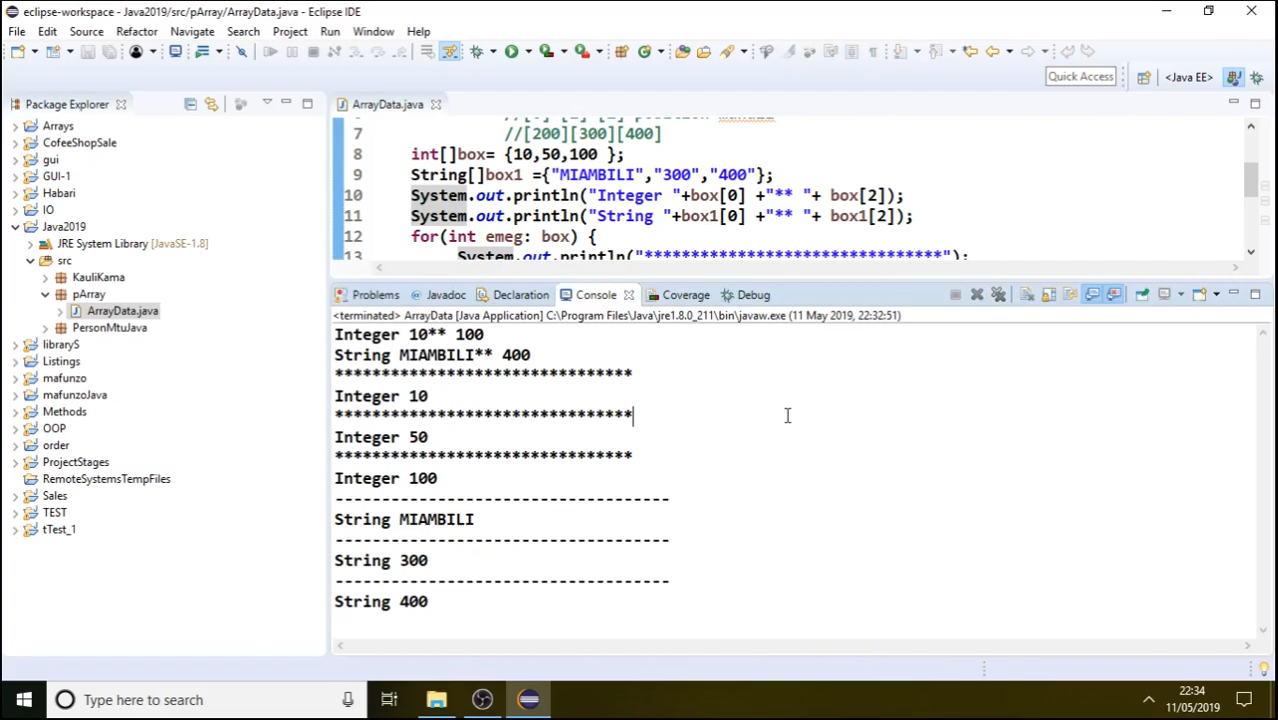 eclipse-workspace - Java2019/src/pArray/ArrayData.java - Eclipse IDE
File Edit Source Refactor Navigate Search Project Run Window Help
Quick Access
<Java EE>
Package Explorer
Arrays
CofeeShopSale
gui
GUI-1
Habari
IO
Java2019
JRE System Library [JavaSE-1.8]
src
KauliKama
pArray
ArrayData.java
PersonMtuJava
libraryS
Listings
mafunzo
mafunzoJava
Methods
OOP
order
ProjectStages
RemoteSystemsTempFiles
Sales
TEST
tTest_1
ArrayData.java
7 //[200][300][400]
8 int[]box= {10,50,100 };
9 String[]box1 ={"MIAMBILI","300","400"};
10 System.out.println("Integer "+box[0] +"** "+ box[2]);
11 System.out.println("String "+box1[0] +"** "+ box1[2]);
12 for(int emeg: box) {
13 System.out.println("********************************");
Problems Javadoc Declaration Console Coverage Debug
<terminated> ArrayData [Java Application] C:\Program Files\Java\jre1.8.0_211\bin\javaw.exe (11 May 2019, 22:32:51)
Integer 10** 100
String MIAMBILI** 400
********************************
Integer 10
********************************
Integer 50
********************************
Integer 100
------------------------------------
String MIAMBILI
------------------------------------
String 300
------------------------------------
String 400
Type here to search
22:34
11/05/2019